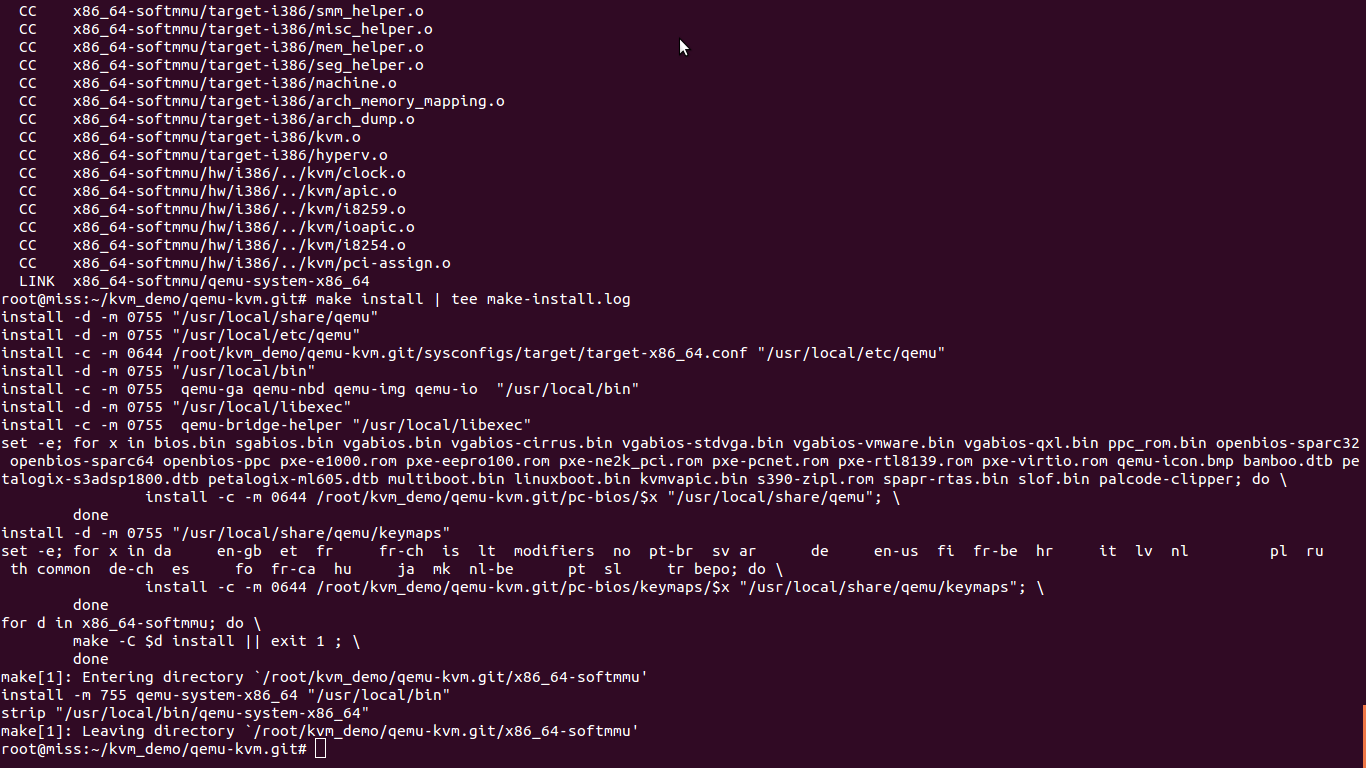 CC    x86_64-softmmu/target-i386/smm_helper.o
CC    x86_64-softmmu/target-i386/misc_helper.o
CC    x86_64-softmmu/target-i386/mem_helper.o
CC    x86_64-softmmu/target-i386/seg_helper.o
CC    x86_64-softmmu/target-i386/machine.o
CC    x86_64-softmmu/target-i386/arch_memory_mapping.o
CC    x86_64-softmmu/target-i386/arch_dump.o
CC    x86_64-softmmu/target-i386/kvm.o
CC    x86_64-softmmu/target-i386/hyperv.o
CC    x86_64-softmmu/hw/i386/../kvm/clock.o
CC    x86_64-softmmu/hw/i386/../kvm/apic.o
CC    x86_64-softmmu/hw/i386/../kvm/i8259.o
CC    x86_64-softmmu/hw/i386/../kvm/ioapic.o
CC    x86_64-softmmu/hw/i386/../kvm/i8254.o
CC    x86_64-softmmu/hw/i386/../kvm/pci-assign.o
LINK  x86_64-softmmu/qemu-system-x86_64
root@miss:~/kvm_demo/qemu-kvm.git# make install | tee make-install.log
install -d -m 0755 "/usr/local/share/qemu"
install -d -m 0755 "/usr/local/etc/qemu"
install -c -m 0644 /root/kvm_demo/qemu-kvm.git/sysconfigs/target/target-x86_64.conf "/usr/local/etc/qemu"
install -d -m 0755 "/usr/local/bin"
install -c -m 0755  qemu-ga qemu-nbd qemu-img qemu-io  "/usr/local/bin"
install -d -m 0755 "/usr/local/libexec"
install -c -m 0755  qemu-bridge-helper "/usr/local/libexec"
set -e; for x in bios.bin sgabios.bin vgabios.bin vgabios-cirrus.bin vgabios-stdvga.bin vgabios-vmware.bin vgabios-qxl.bin ppc_rom.bin openbios-sparc32
openbios-sparc64 openbios-ppc pxe-e1000.rom pxe-eepro100.rom pxe-ne2k_pci.rom pxe-pcnet.rom pxe-rtl8139.rom pxe-virtio.rom qemu-icon.bmp bamboo.dtb pe
talogix-s3adsp1800.dtb petalogix-ml605.dtb multiboot.bin linuxboot.bin kvmvapic.bin s390-zipl.rom spapr-rtas.bin slof.bin palcode-clipper; do \
install -c -m 0644 /root/kvm_demo/qemu-kvm.git/pc-bios/$x "/usr/local/share/qemu"; \
done
install -d -m 0755 "/usr/local/share/qemu/keymaps"
set -e; for x in da     en-gb  et  fr     fr-ch  is  lt  modifiers  no  pt-br  sv ar      de     en-us  fi  fr-be  hr     it  lv  nl         pl  ru
th common  de-ch  es     fo  fr-ca  hu     ja  mk  nl-be      pt  sl     tr bepo; do \
install -c -m 0644 /root/kvm_demo/qemu-kvm.git/pc-bios/keymaps/$x "/usr/local/share/qemu/keymaps"; \
done
for d in x86_64-softmmu; do \
make -C $d install || exit 1 ; \
done
make[1]: Entering directory `/root/kvm_demo/qemu-kvm.git/x86_64-softmmu'
install -m 755 qemu-system-x86_64 "/usr/local/bin"
strip "/usr/local/bin/qemu-system-x86_64"
make[1]: Leaving directory `/root/kvm_demo/qemu-kvm.git/x86_64-softmmu'
root@miss:~/kvm_demo/qemu-kvm.git#